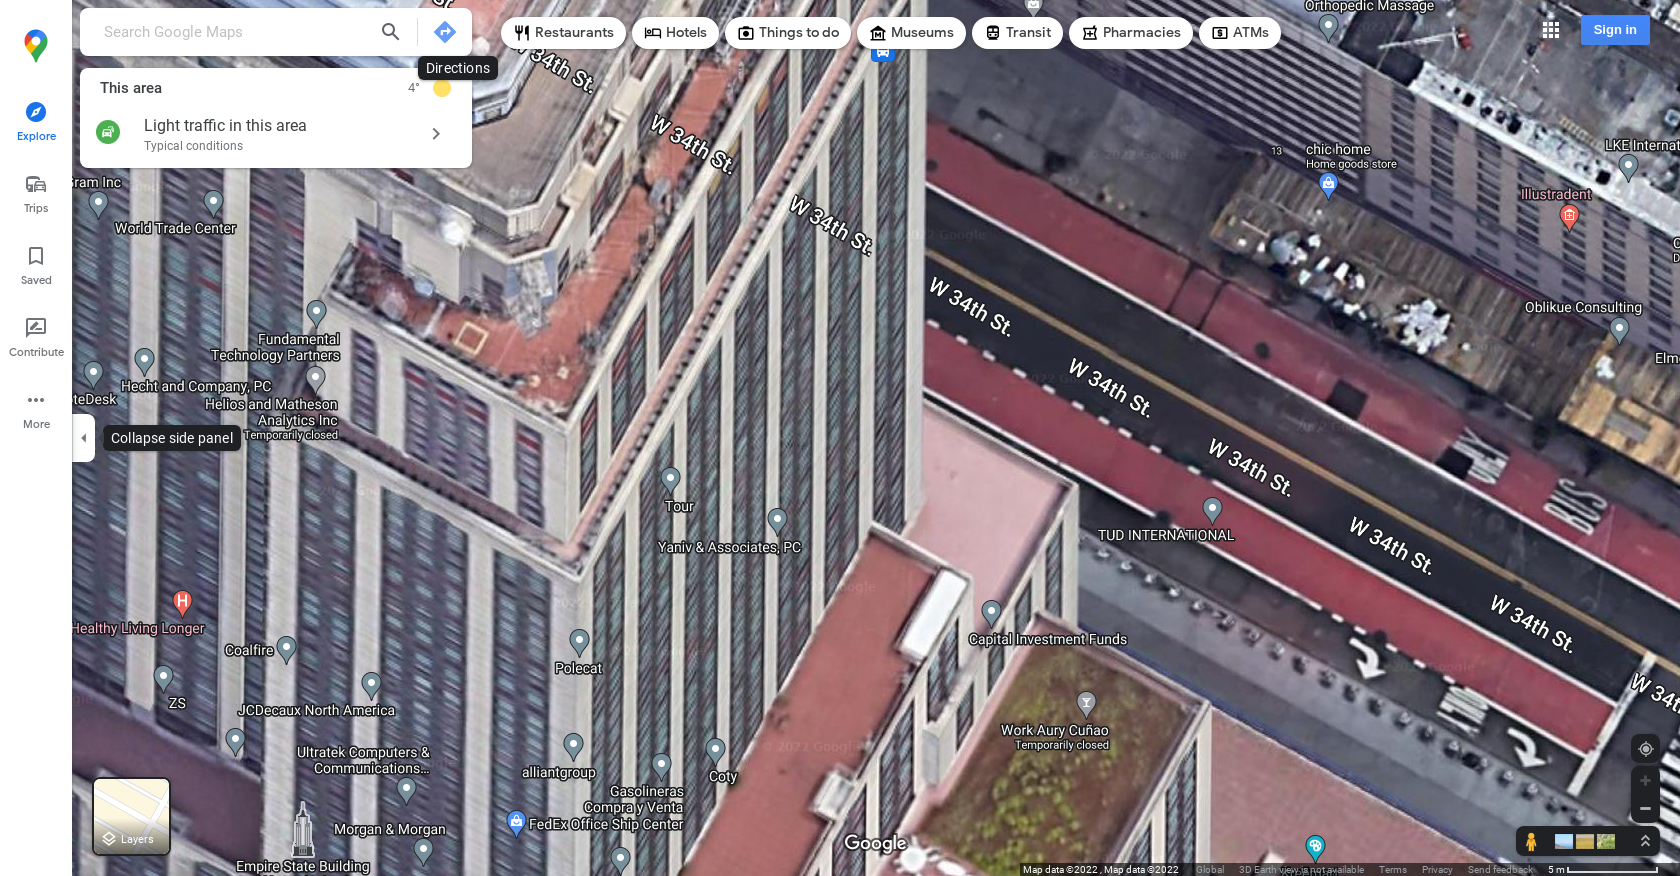 Search Google Maps
Directions
Restaurants
Hotels
Things to do
Museums
Transit
Pharmacies
ATMs
Sign in
This area
4°
Light traffic in this area
Typical conditions
Explore
Trips
Saved
Contribute
More
Collapse side panel
Orthopedic Massage
W 34th St.
W 34th St.
W 34th St.
W 34th St.
W 34th St.
W 34th St.
W 34th St.
W 34th St.
13
chic home
Home goods store
Illustradent
Oblikue Consulting
World Trade Center
Fundamental
Technology Partners
Hecht and Company, PC
Helios and Matheson
Analytics Inc
Temporarily closed
Tour
Yaniv & Associates, PC
TUD INTERNATIONAL
BUS
Healthy Living Longer
Coalfire
Polecat
Capital Investment Funds
ZS
JCDecaux North America
Work Aury Cuñao
Temporarily closed
Ultratek Computers &
Communications...
alliantgroup
Coty
Gasolineras
Compra y Venta
FedEx Office Ship Center
Morgan & Morgan
Empire State Building
Layers
Google
Map data ©2022 , Map data ©2022
Global
3D Earth view is not available
Terms
Privacy
Send feedback
5 m